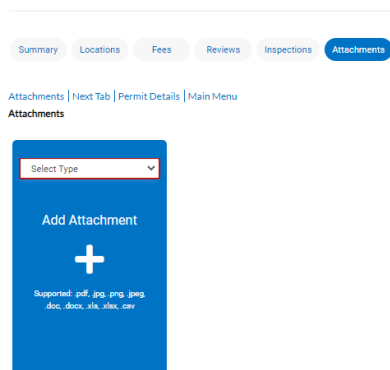 Summary Locations Fees Reviews Inspections Attachments
Attachments | Next Tab | Permit Details | Main Menu
Attachments
Select Type
Add Attachment
Supported: .pdf, .jpg, .png, .jpeg,
.doc, .docx, .xls, .xlsx, .csv